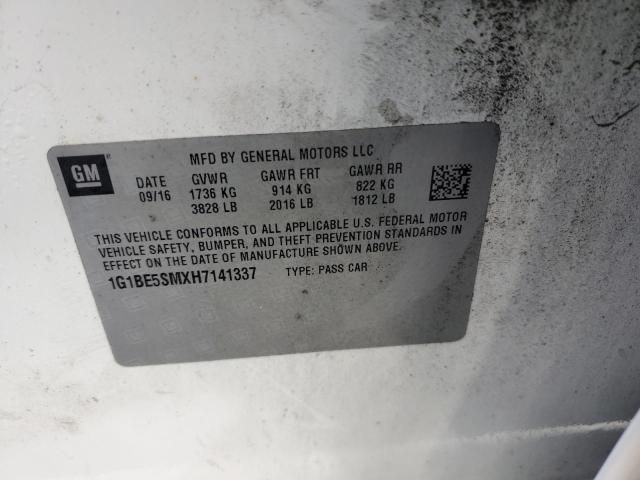 GM
MFD BY GENERAL MOTORS LLC
DATE GVWR GAWR FRT GAWR RR
09/16 1736 KG 914 KG 822 KG
3828 LB 2016 LB 1812 LB
THIS VEHICLE CONFORMS TO ALL APPLICABLE U.S. FEDERAL MOTOR
VEHICLE SAFETY, BUMPER, AND THEFT PREVENTION STANDARDS IN
EFFECT ON THE DATE OF MANUFACTURE SHOWN ABOVE.
1G1BE5SMXH7141337 TYPE: PASS CAR